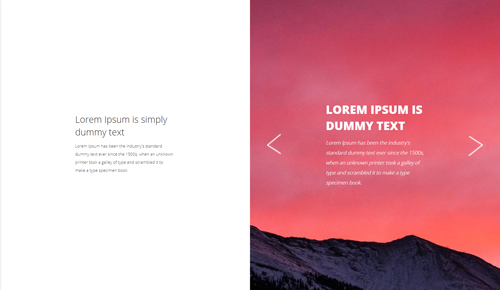 Lorem Ipsum is simply
dummy text
Lorem Ipsum has been the industry's
dummy text ever since the 1500s, when an unknown
printer took a galley of type and scrambled it to
make a type specimen book.
LOREM IPSUM IS
DUMMY TEXT
Lorem Ipsum has been the industry's
standard dummy text ever since the 1500s,
when an unknown printer took a galley of
type and scrambled it to make a type
specimen book.